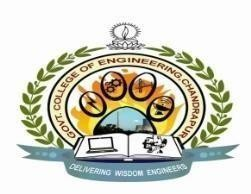 GOVT. COLLEGE OF ENGINEERING, CHANDRAPUR
DELIVERING WISDOM ENGINEERS